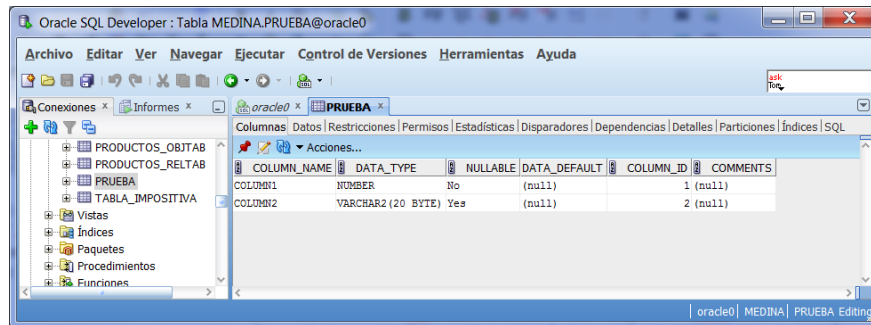 Oracle SQL Developer : Tabla MEDINA.PRUEBA@oracle0
Archivo Editar Ver Navegar Ejecutar Control de Versiones Herramientas Ayuda
ask
Tom
Conexiones Informes
oracle0 PRUEBA
Columnas Datos Restricciones Permisos Estadísticas Disparadores Dependencias Detalles Particiones Índices SQL
Acciones...
PRODUCTOS_OBJTAB
PRODUCTOS_RELTAB
PRUEBA
TABLA_IMPOSITIVA
Vistas
Índices
Paquetes
Procedimientos
Funciones
COLUMN_NAME DATA_TYPE NULLABLE DATA_DEFAULT COLUMN_ID COMMENTS
COLUMN1 NUMBER No (null) 1 (null)
COLUMN2 VARCHAR2(20 BYTE) Yes (null) 2 (null)
oracle0 MEDINA PRUEBA Editing